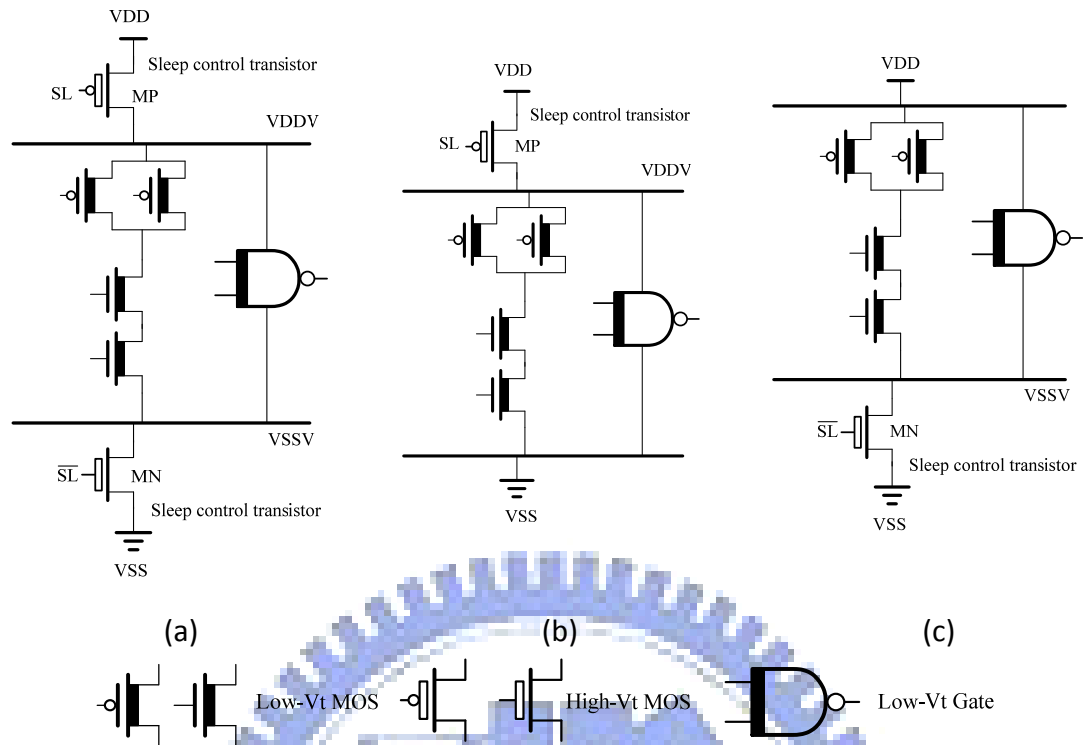 VDD
Sleep control transistor
SL
MP
VDDV
VSSV
SL
MN
Sleep control transistor
VSS
(a)
VDD
Sleep control transistor
SL
MP
VDDV
VSS
(b)
VDD
VSSV
SL
MN
Sleep control transistor
VSS
(c)
Low-Vt MOS
High-Vt MOS
Low-Vt Gate